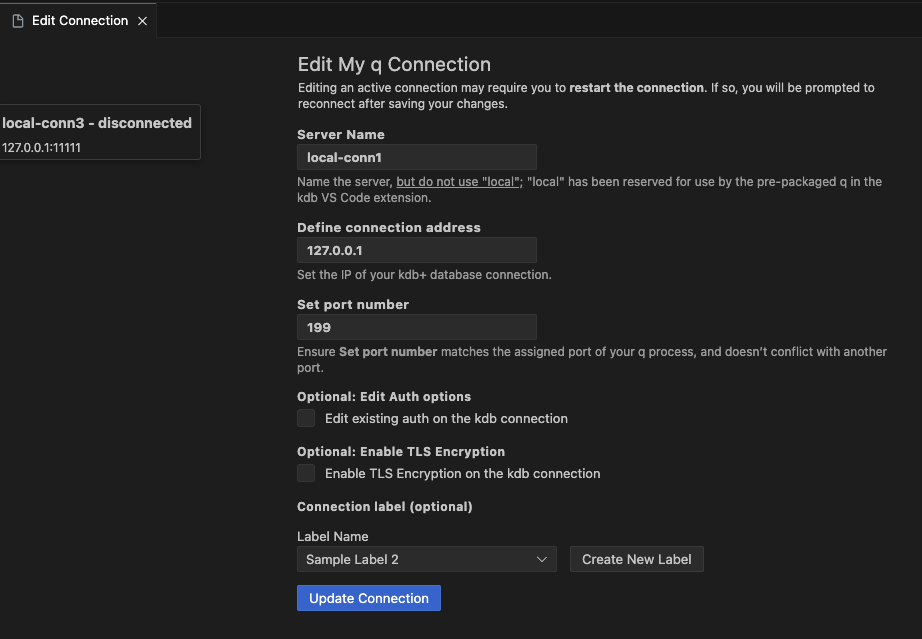 Edit Connection
local-conn3 - disconnected
127.0.0.1:11111
Edit My q Connection
Editing an active connection may require you to restart the connection. If so, you will be prompted to
reconnect after saving your changes.
Server Name
local-conn1
Name the server, but do not use "local"; "local" has been reserved for use by the pre-packaged q in the
kdb VS Code extension.
Define connection address
127.0.0.1
Set the IP of your kdb+ database connection.
Set port number
199
Ensure Set port number matches the assigned port of your q process, and doesn’t conflict with another
port.
Optional: Edit Auth options
Edit existing auth on the kdb connection
Optional: Enable TLS Encryption
Enable TLS Encryption on the kdb connection
Connection label (optional)
Label Name
Sample Label 2
Create New Label
Update Connection